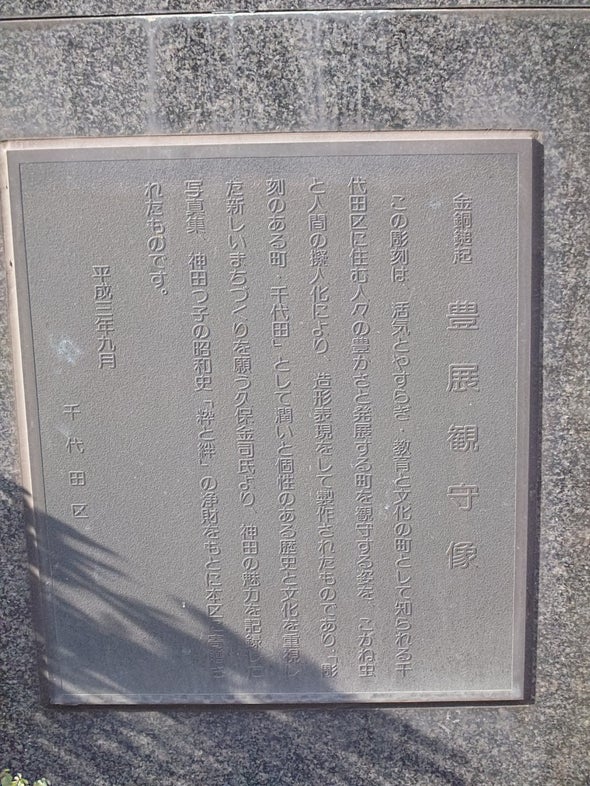 金銅鎚起 豊展観守像
この彫刻は、活気とやすらぎ・教育と文化の町として知られる千
代田区に住む人々の豊かさと発展する町を観守する姿を、こがね虫
と人間の擬人化により、造形表現をして製作されたものであり「彫
刻のある町・千代田」として潤いと個性のある歴史と文化を重視し
た新しいまちづくりを願う久保金司氏より、神田の魅力を記録した
写真集、神田っ子の昭和史「粋と絆」の浄財をもとに本区に寄贈さ
れたものです。
平成三年九月
千代田区